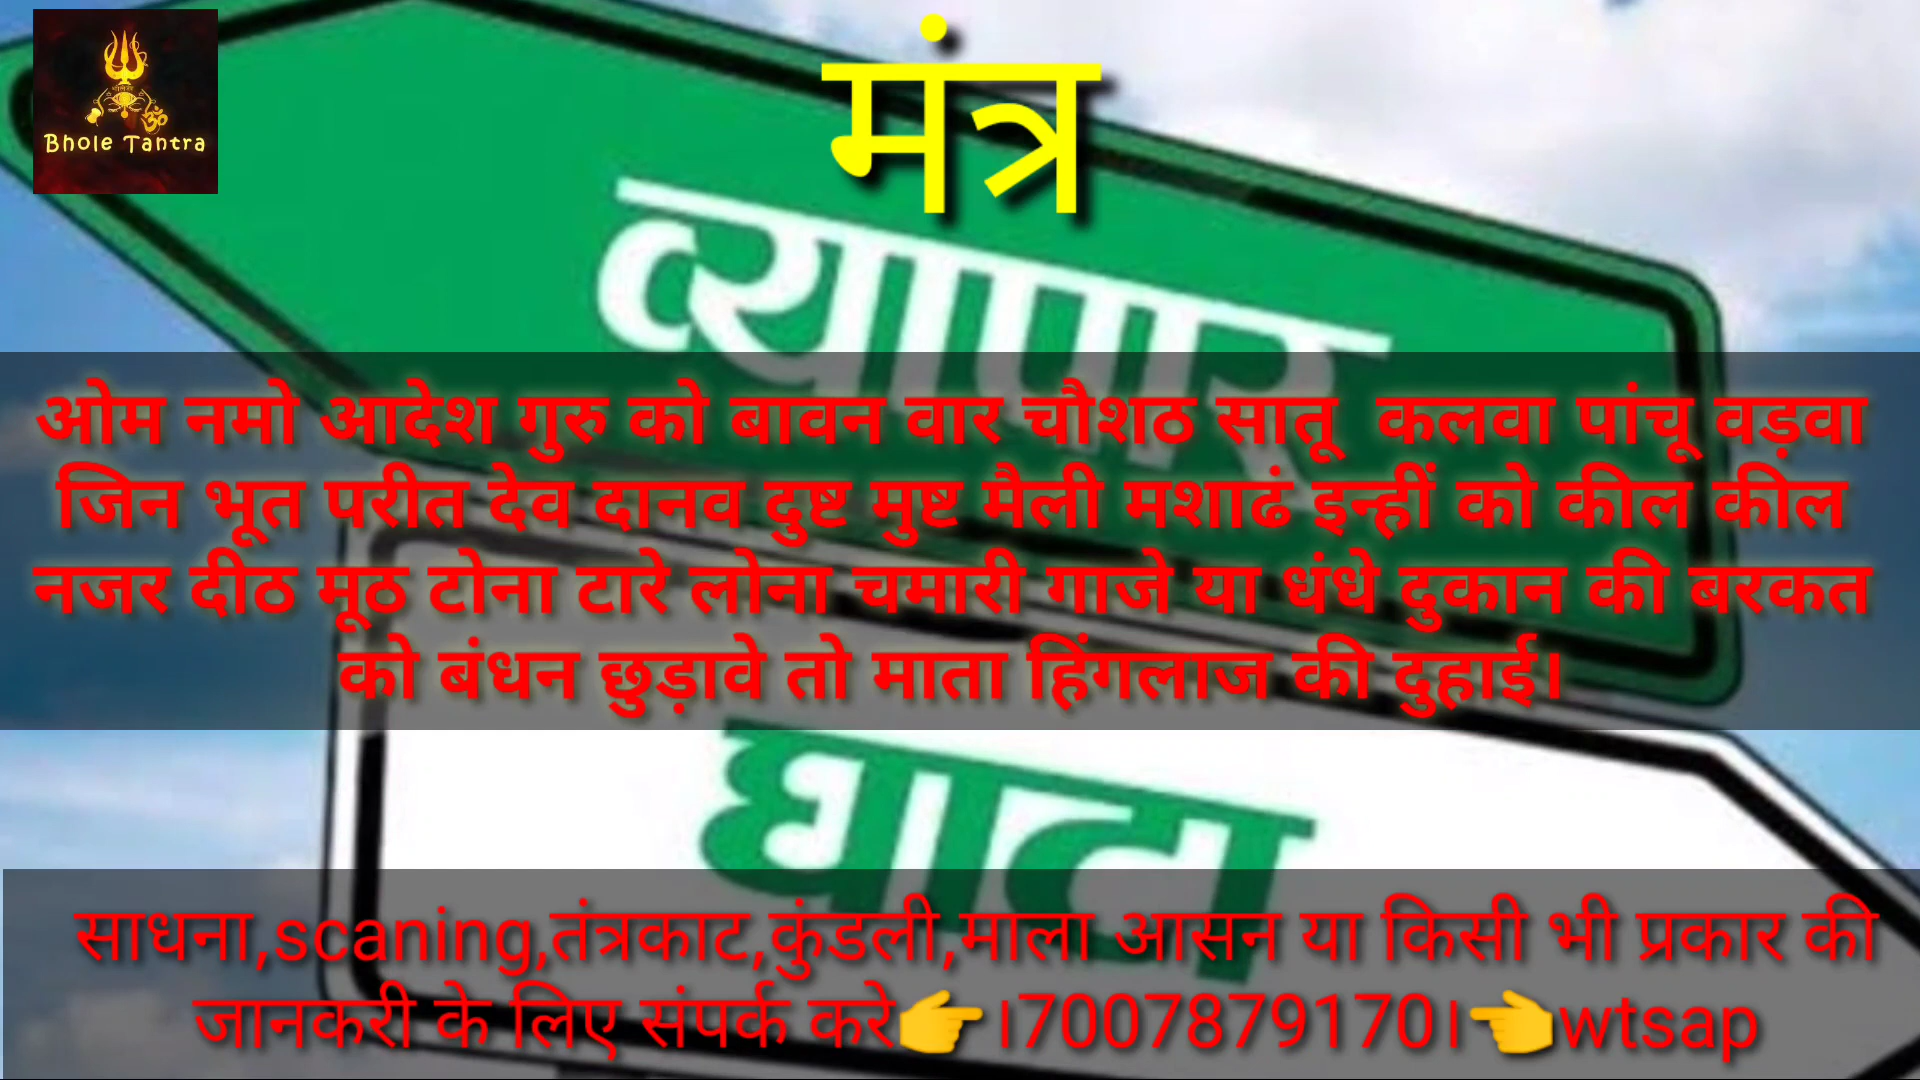 Bhole Tantra
मंत्र
व्यापार
ओम नमो आदेश गुरु को बावन वार चौशठ सातू कलवा पांचू वड़वा
जिन भूत परीत देव दानव दुष्ट मुष्ट मैली मशाढं इन्हीं को कील कील
नजर दीठ मूठ टोना टारे लोना चमारी गाजे या धंधे दुकान की बरकत
को बंधन छुड़ावे तो माता हिंगलाज की दुहाई।
घाटा
साधना,scaning,तंत्रकाट,कुंडली,माला आसन या किसी भी प्रकार की
जानकरी के लिए संपर्क करे👉।7007879170।👈wtsap